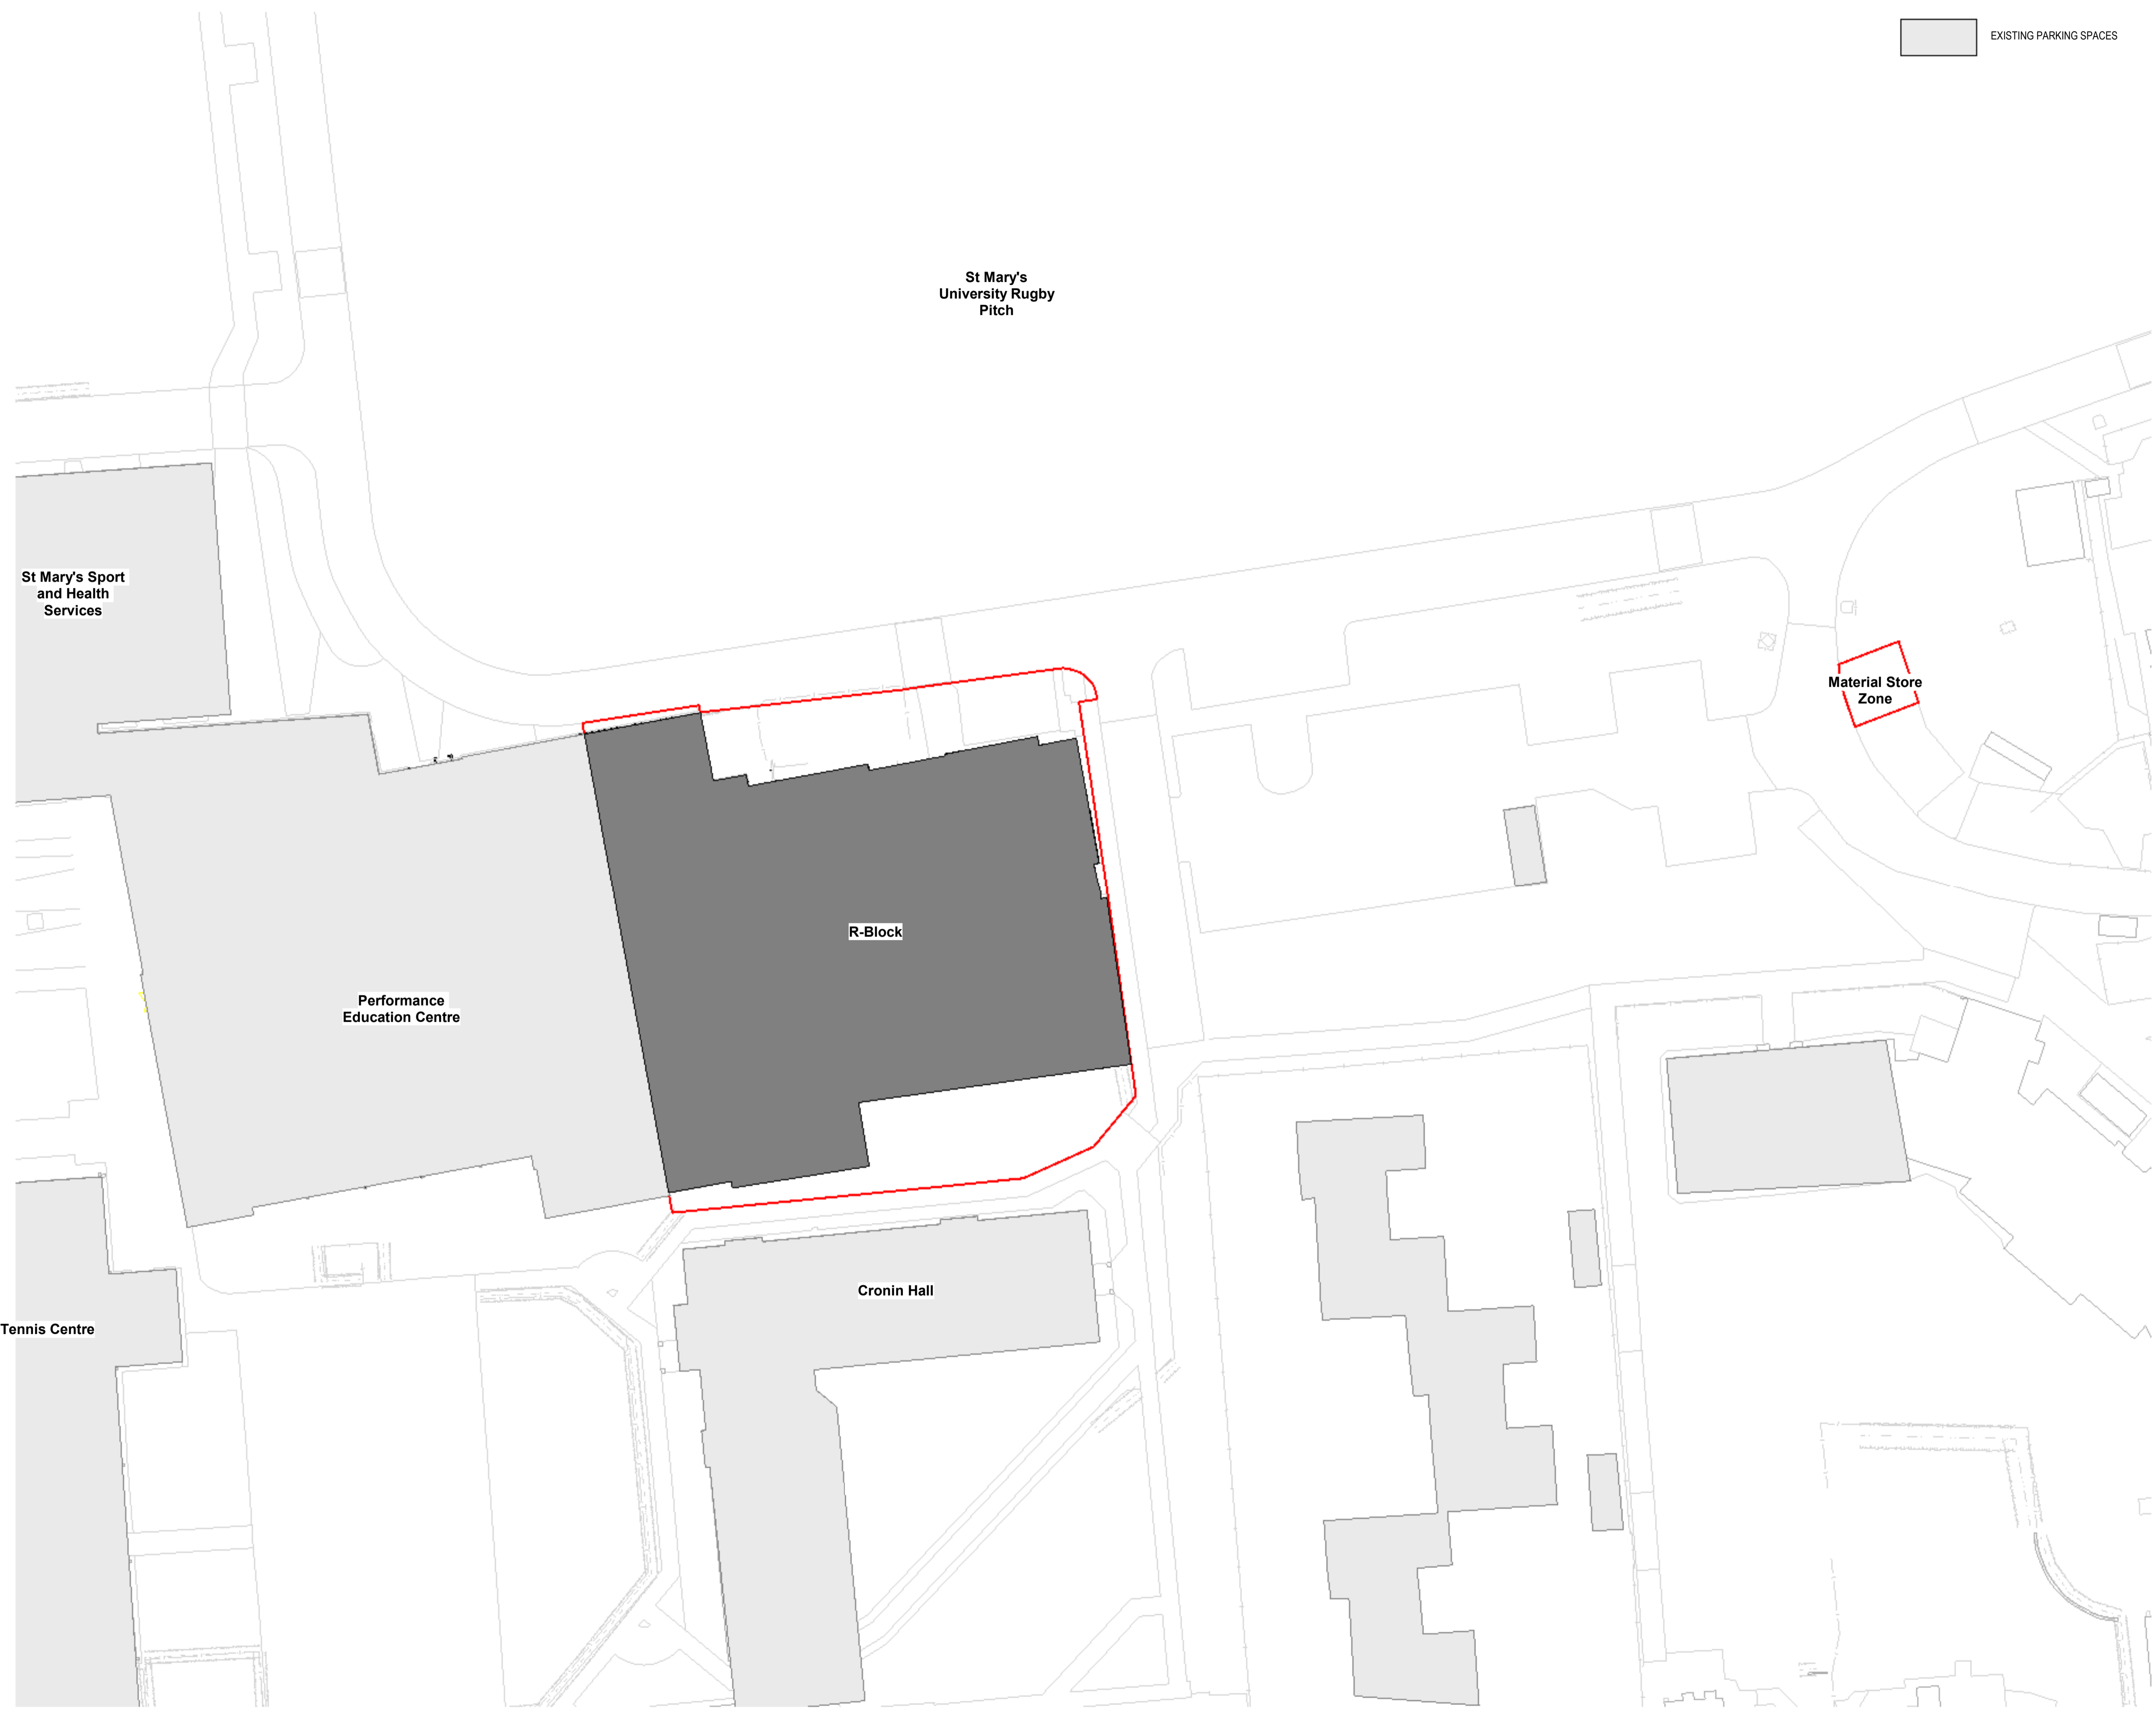 EXISTING PARKING SPACES
St Mary's
University Rugby
Pitch
St Mary's Sport
and Health
Services
Material Store
Zone
R-Block
Performance
Education Centre
Cronin Hall
Tennis Centre